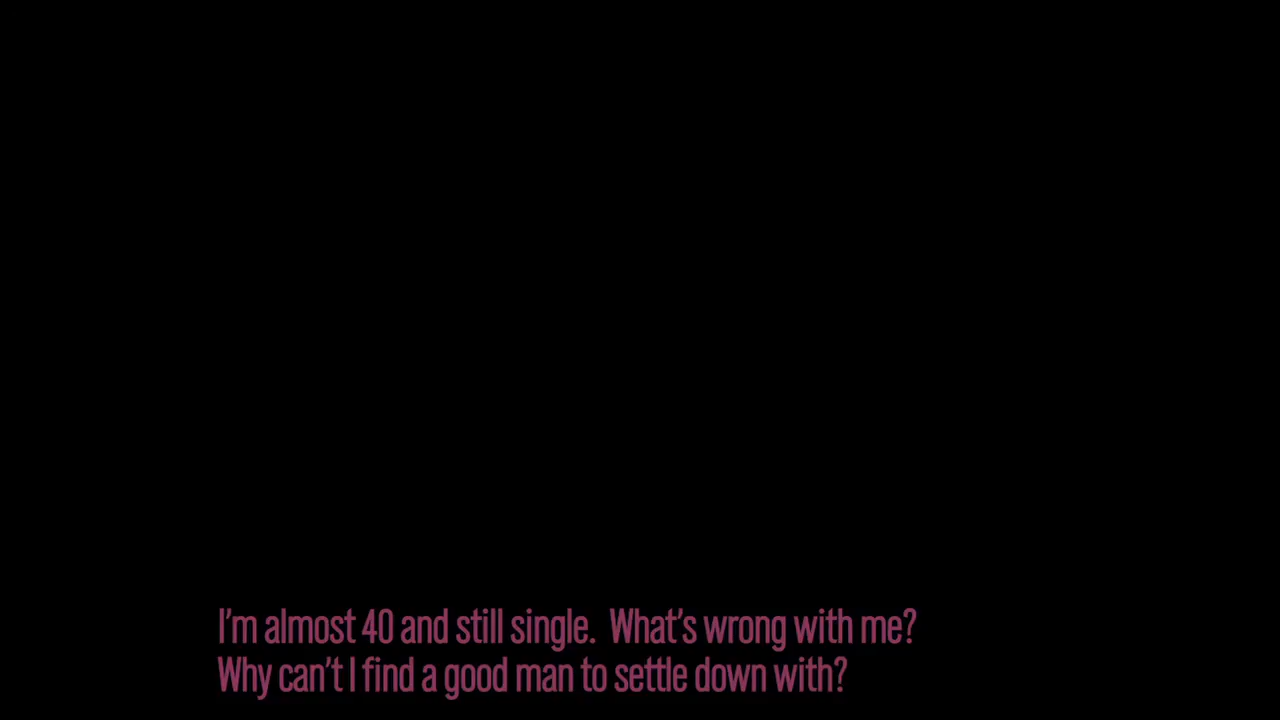 I'm almost 40 and still single.  What's wrong with me?
Why can't I find a good man to settle down with?